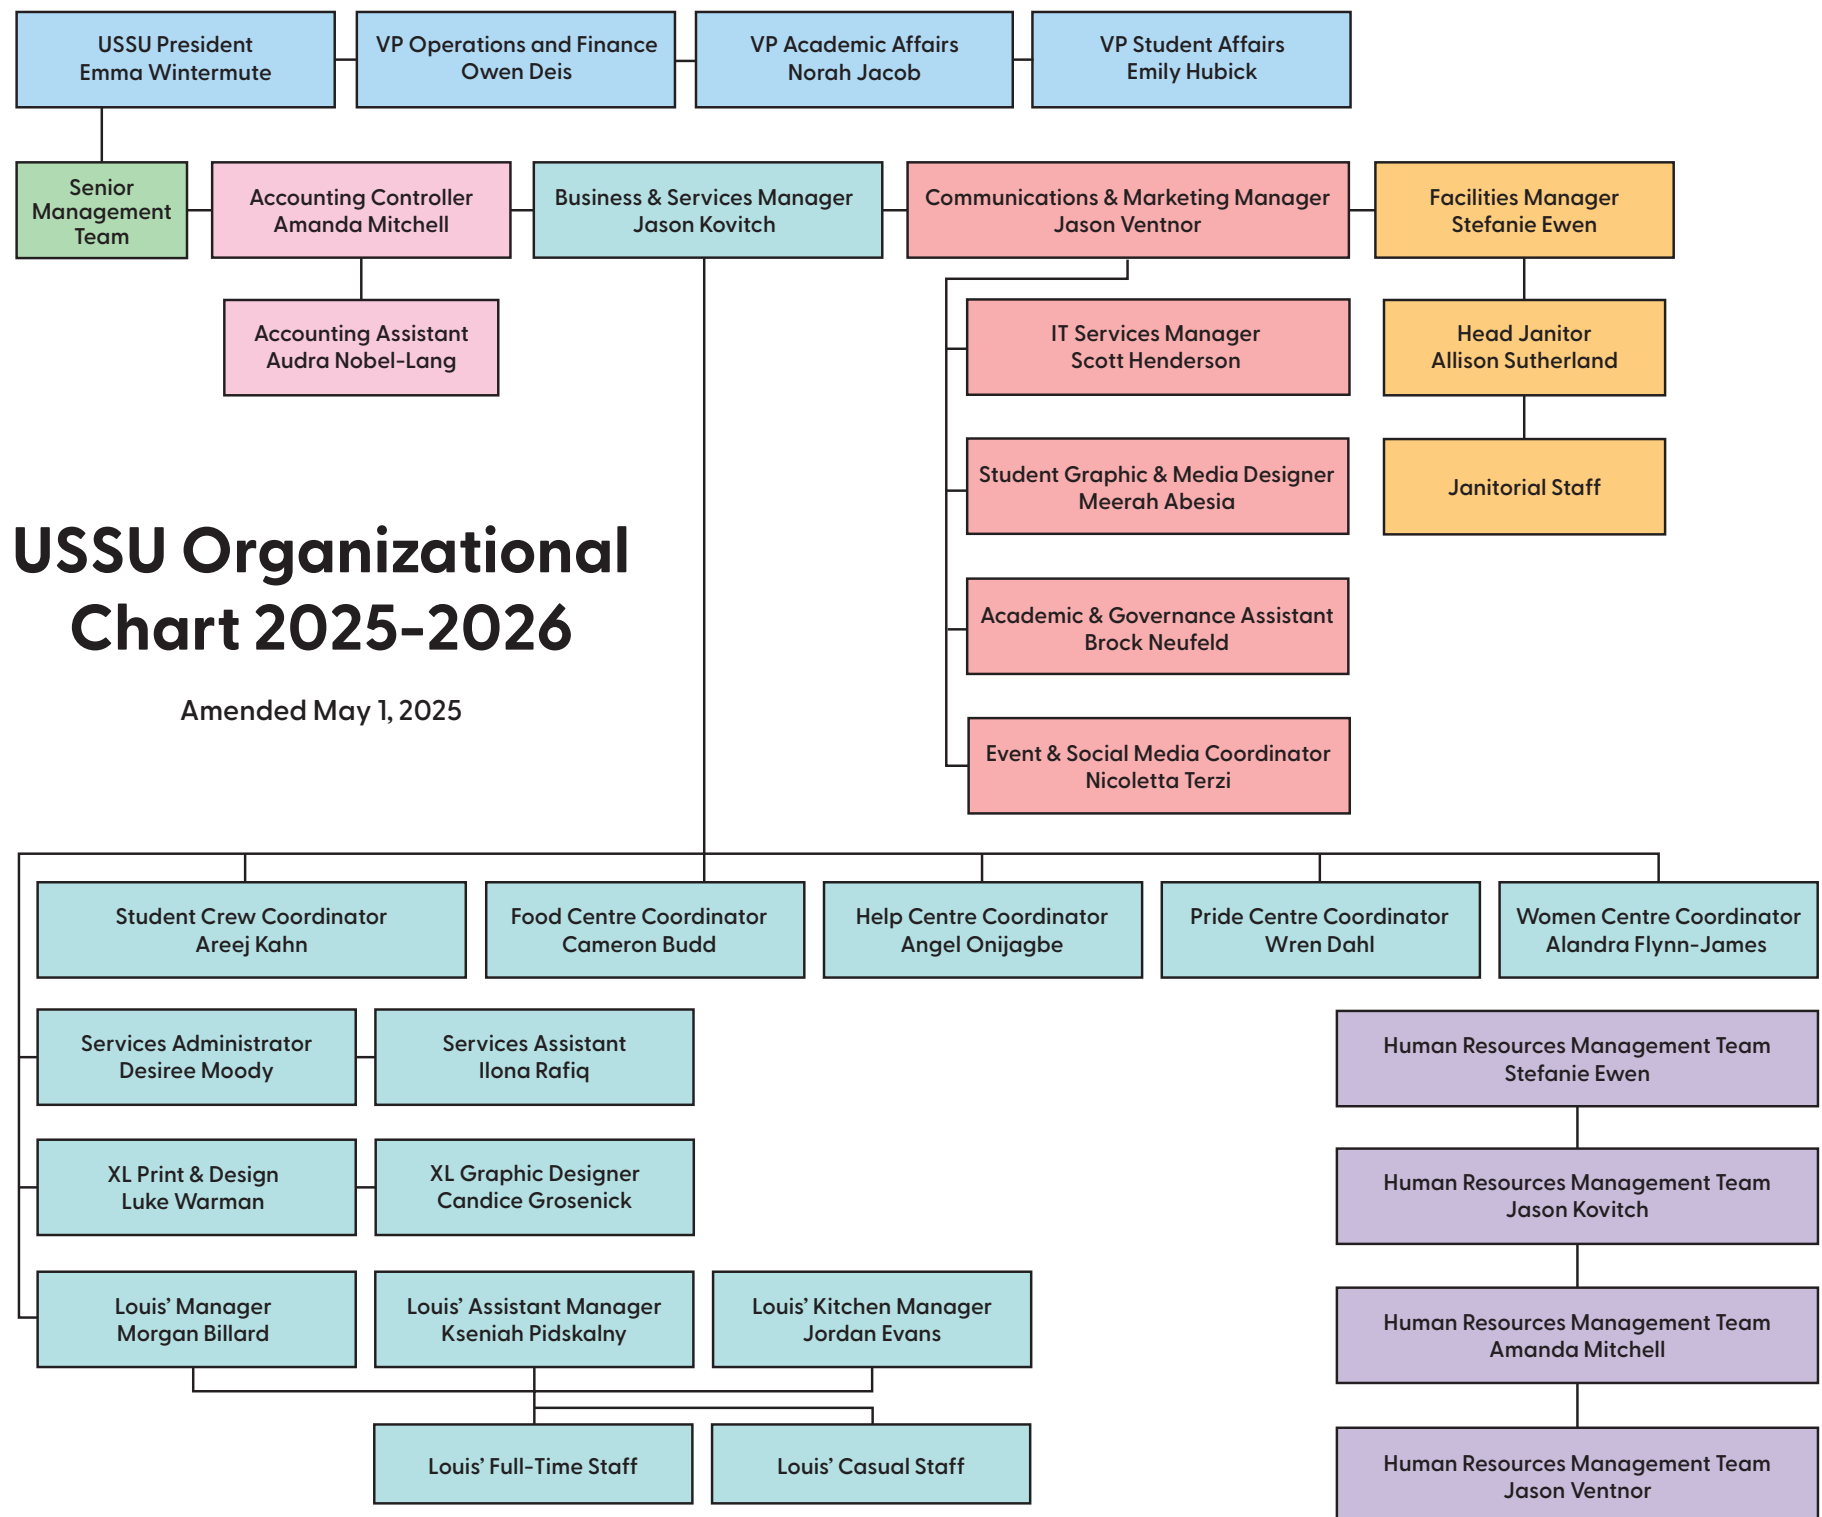 USSU President
Emma Wintermute
VP Operations and Finance
Owen Deis
VP Academic Affairs
Norah Jacob
VP Student Affairs
Emily Hubick
Senior
Management
Team
Accounting Controller
Amanda Mitchell
Business & Services Manager
Jason Kovitch
Communications & Marketing Manager
Jason Ventnor
Facilities Manager
Stefanie Ewen
Accounting Assistant
Audra Nobel-Lang
IT Services Manager
Scott Henderson
Head Janitor
Allison Sutherland
Student Graphic & Media Designer
Meerah Abesia
Janitorial Staff
USSU Organizational
Chart 2025-2026
Amended May 1, 2025
Academic & Governance Assistant
Brock Neufeld
Event & Social Media Coordinator
Nicoletta Terzi
Student Crew Coordinator
Areej Kahn
Food Centre Coordinator
Cameron Budd
Help Centre Coordinator
Angel Onijagbe
Pride Centre Coordinator
Wren Dahl
Women Centre Coordinator
Alandra Flynn-James
Services Administrator
Desiree Moody
Services Assistant
Ilona Rafiq
XL Print & Design
Luke Warman
XL Graphic Designer
Candice Grosenick
Louis’ Manager
Morgan Billard
Louis’ Assistant Manager
Kseniah Pidskalny
Louis’ Kitchen Manager
Jordan Evans
Louis’ Full-Time Staff
Louis’ Casual Staff
Human Resources Management Team
Stefanie Ewen
Human Resources Management Team
Jason Kovitch
Human Resources Management Team
Amanda Mitchell
Human Resources Management Team
Jason Ventnor